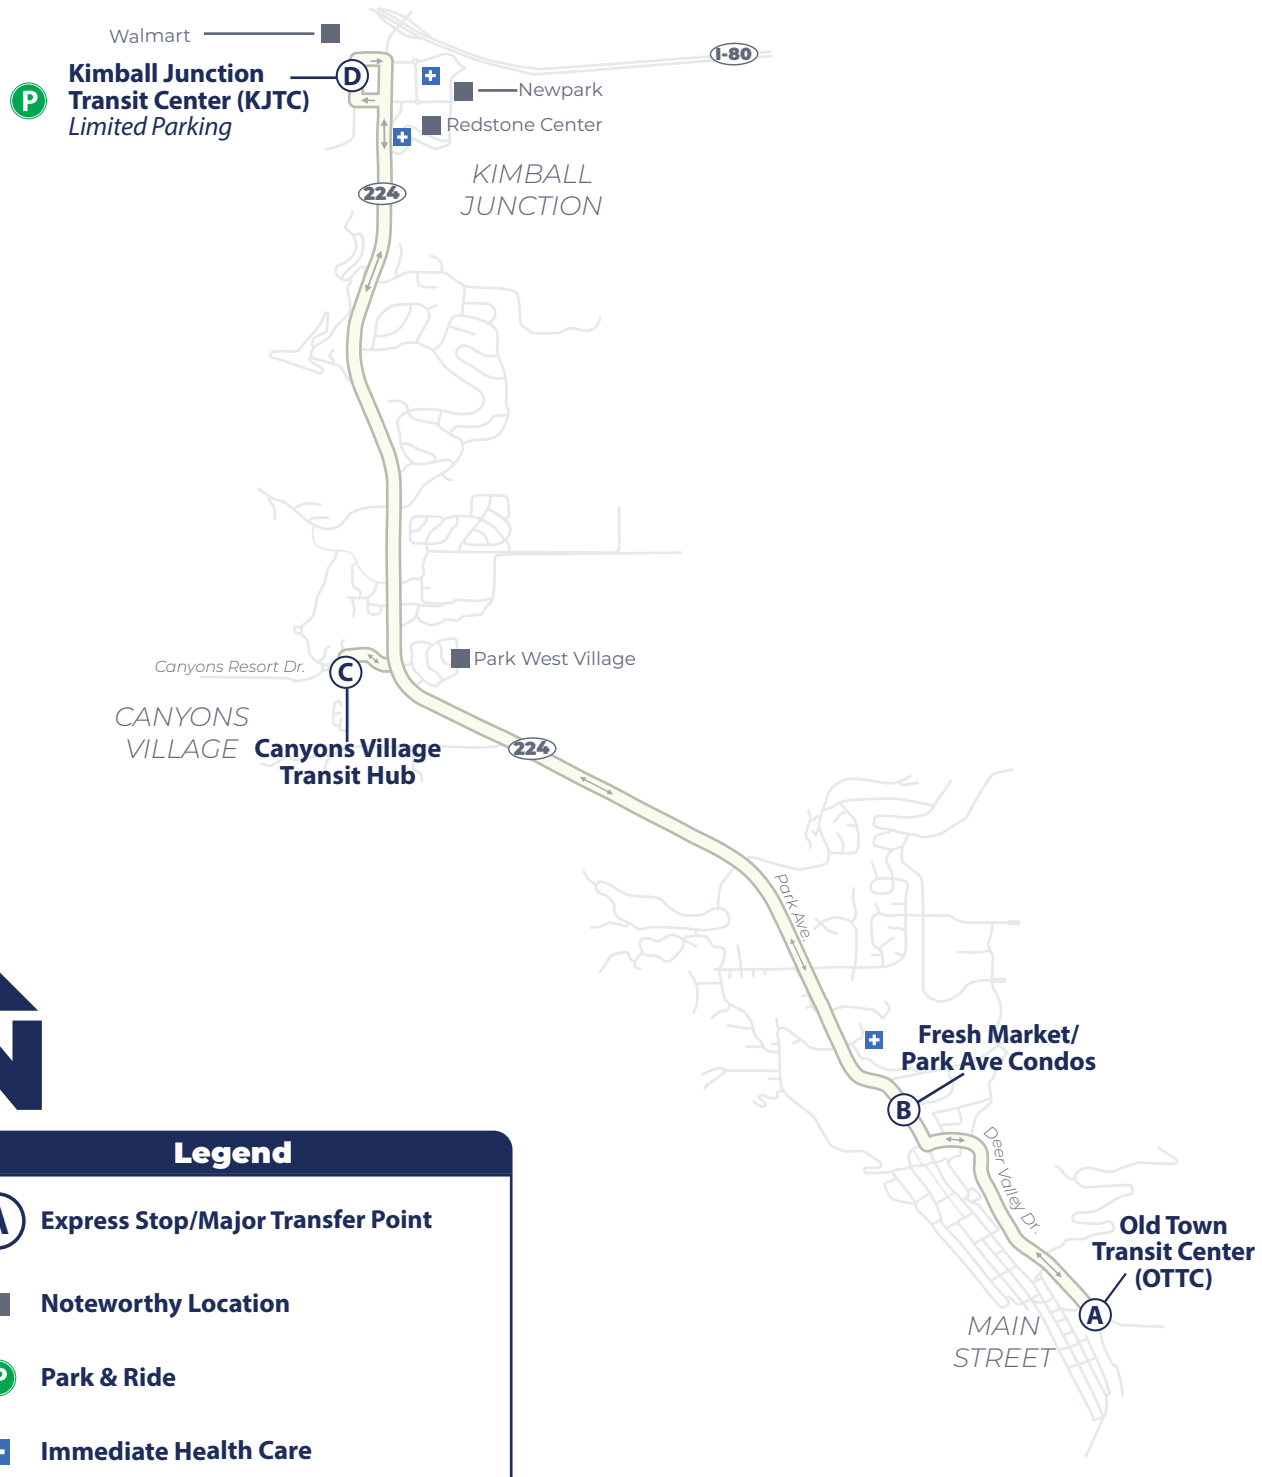 Walmart
I-80
Kimball Junction
Transit Center (KJTC)
Limited Parking
P
D
Newpark
Redstone Center
KIMBALL
JUNCTION
224
Park West Village
Canyons Resort Dr.
C
CANYONS
VILLAGE
Canyons Village
Transit Hub
224
Park Ave.
N
Fresh Market/
Park Ave Condos
B
Deer Valley Dr.
Old Town
Transit Center
(OTTC)
A
MAIN
STREET
Legend
A
Express Stop/Major Transfer Point
Noteworthy Location
P
Park & Ride
Immediate Health Care